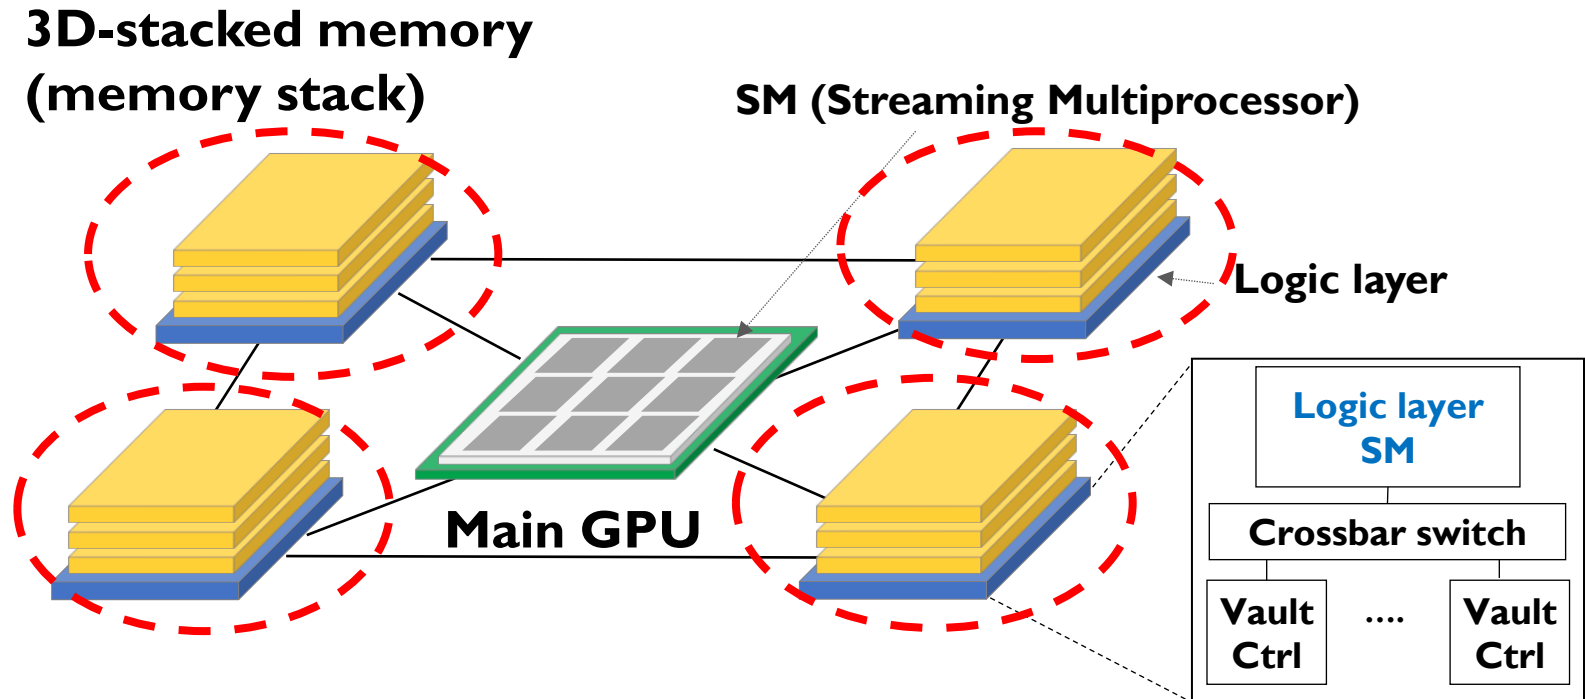 3D-stacked memory
(memory stack)
SM (Streaming Multiprocessor)
Logic layer
Main GPU
Logic layer
SM
Crossbar switch
Vault
Ctrl
....
Vault
Ctrl